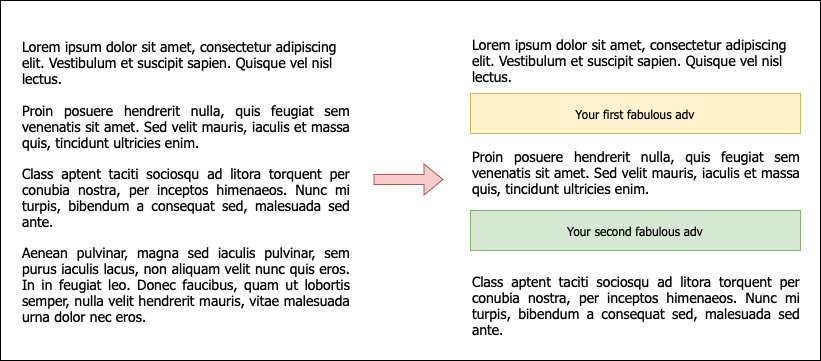 Lorem ipsum dolor sit amet, consectetur adipiscing
elit. Vestibulum et suscipit sapien. Quisque vel nisl
lectus.
Proin posuere hendrerit nulla, quis feugiat sem
venenatis sit amet. Sed velit mauris, iaculis et massa
quis, tincidunt ultricies enim.
Class aptent taciti sociosqu ad litora torquent per
conubia nostra, per inceptos himenaeos. Nunc mi
turpis, bibendum a consequat sed, malesuada sed
ante.
Aenean pulvinar, magna sed iaculis pulvinar, sem
purus iaculis lacus, non aliquam velit nunc quis eros.
In in feugiat leo. Donec faucibus, quam ut lobortis
semper, nulla velit hendrerit mauris, vitae malesuada
urna dolor nec eros.
Lorem ipsum dolor sit amet, consectetur adipiscing
elit. Vestibulum et suscipit sapien. Quisque vel nisl
lectus.
Your first fabulous adv
Proin posuere hendrerit nulla, quis feugiat sem
venenatis sit amet. Sed velit mauris, iaculis et massa
quis, tincidunt ultricies enim.
Your second fabulous adv
Class aptent taciti sociosqu ad litora torquent per
conubia nostra, per inceptos himenaeos. Nunc mi
turpis, bibendum a consequat sed, malesuada sed
ante.